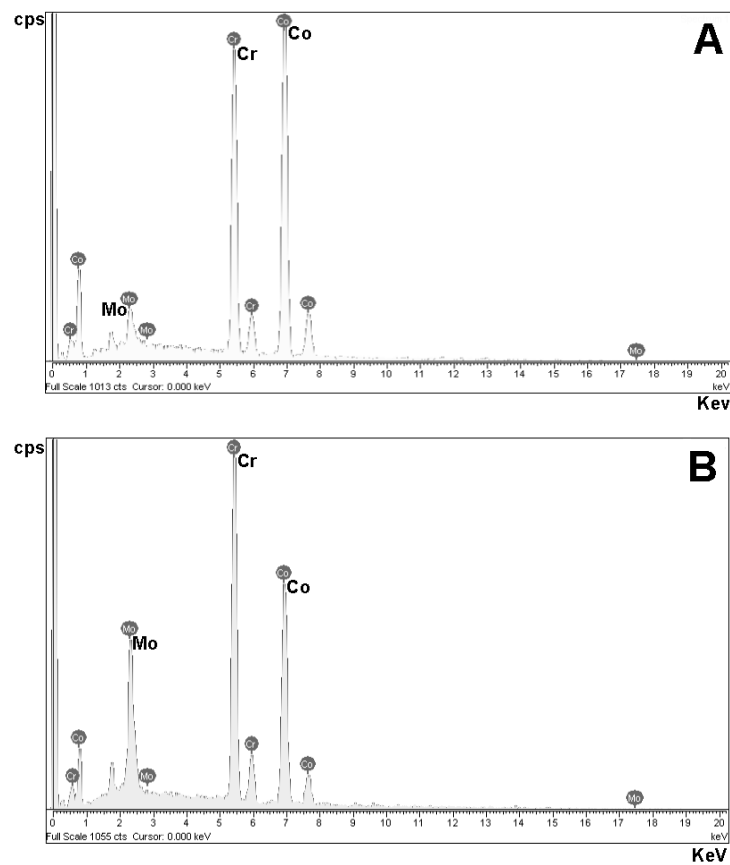 cps
A
Co
Cr Cr Co
Co
Mo Mo Cr Co
Cr Mo Mo
0 1 2 3 4 5 6 7 8 9 10 11 12 13 14 15 16 17 18 19 20
Full Scale 1013 cts Cursor: 0.000 keV keV
Kev
cps
B
Cr Cr
Co Co
Mo Mo
Co Cr Co
Cr Mo Mo
0 1 2 3 4 5 6 7 8 9 10 11 12 13 14 15 16 17 18 19 20
Full Scale 1055 cts Cursor: 0.000 keV keV
KeV